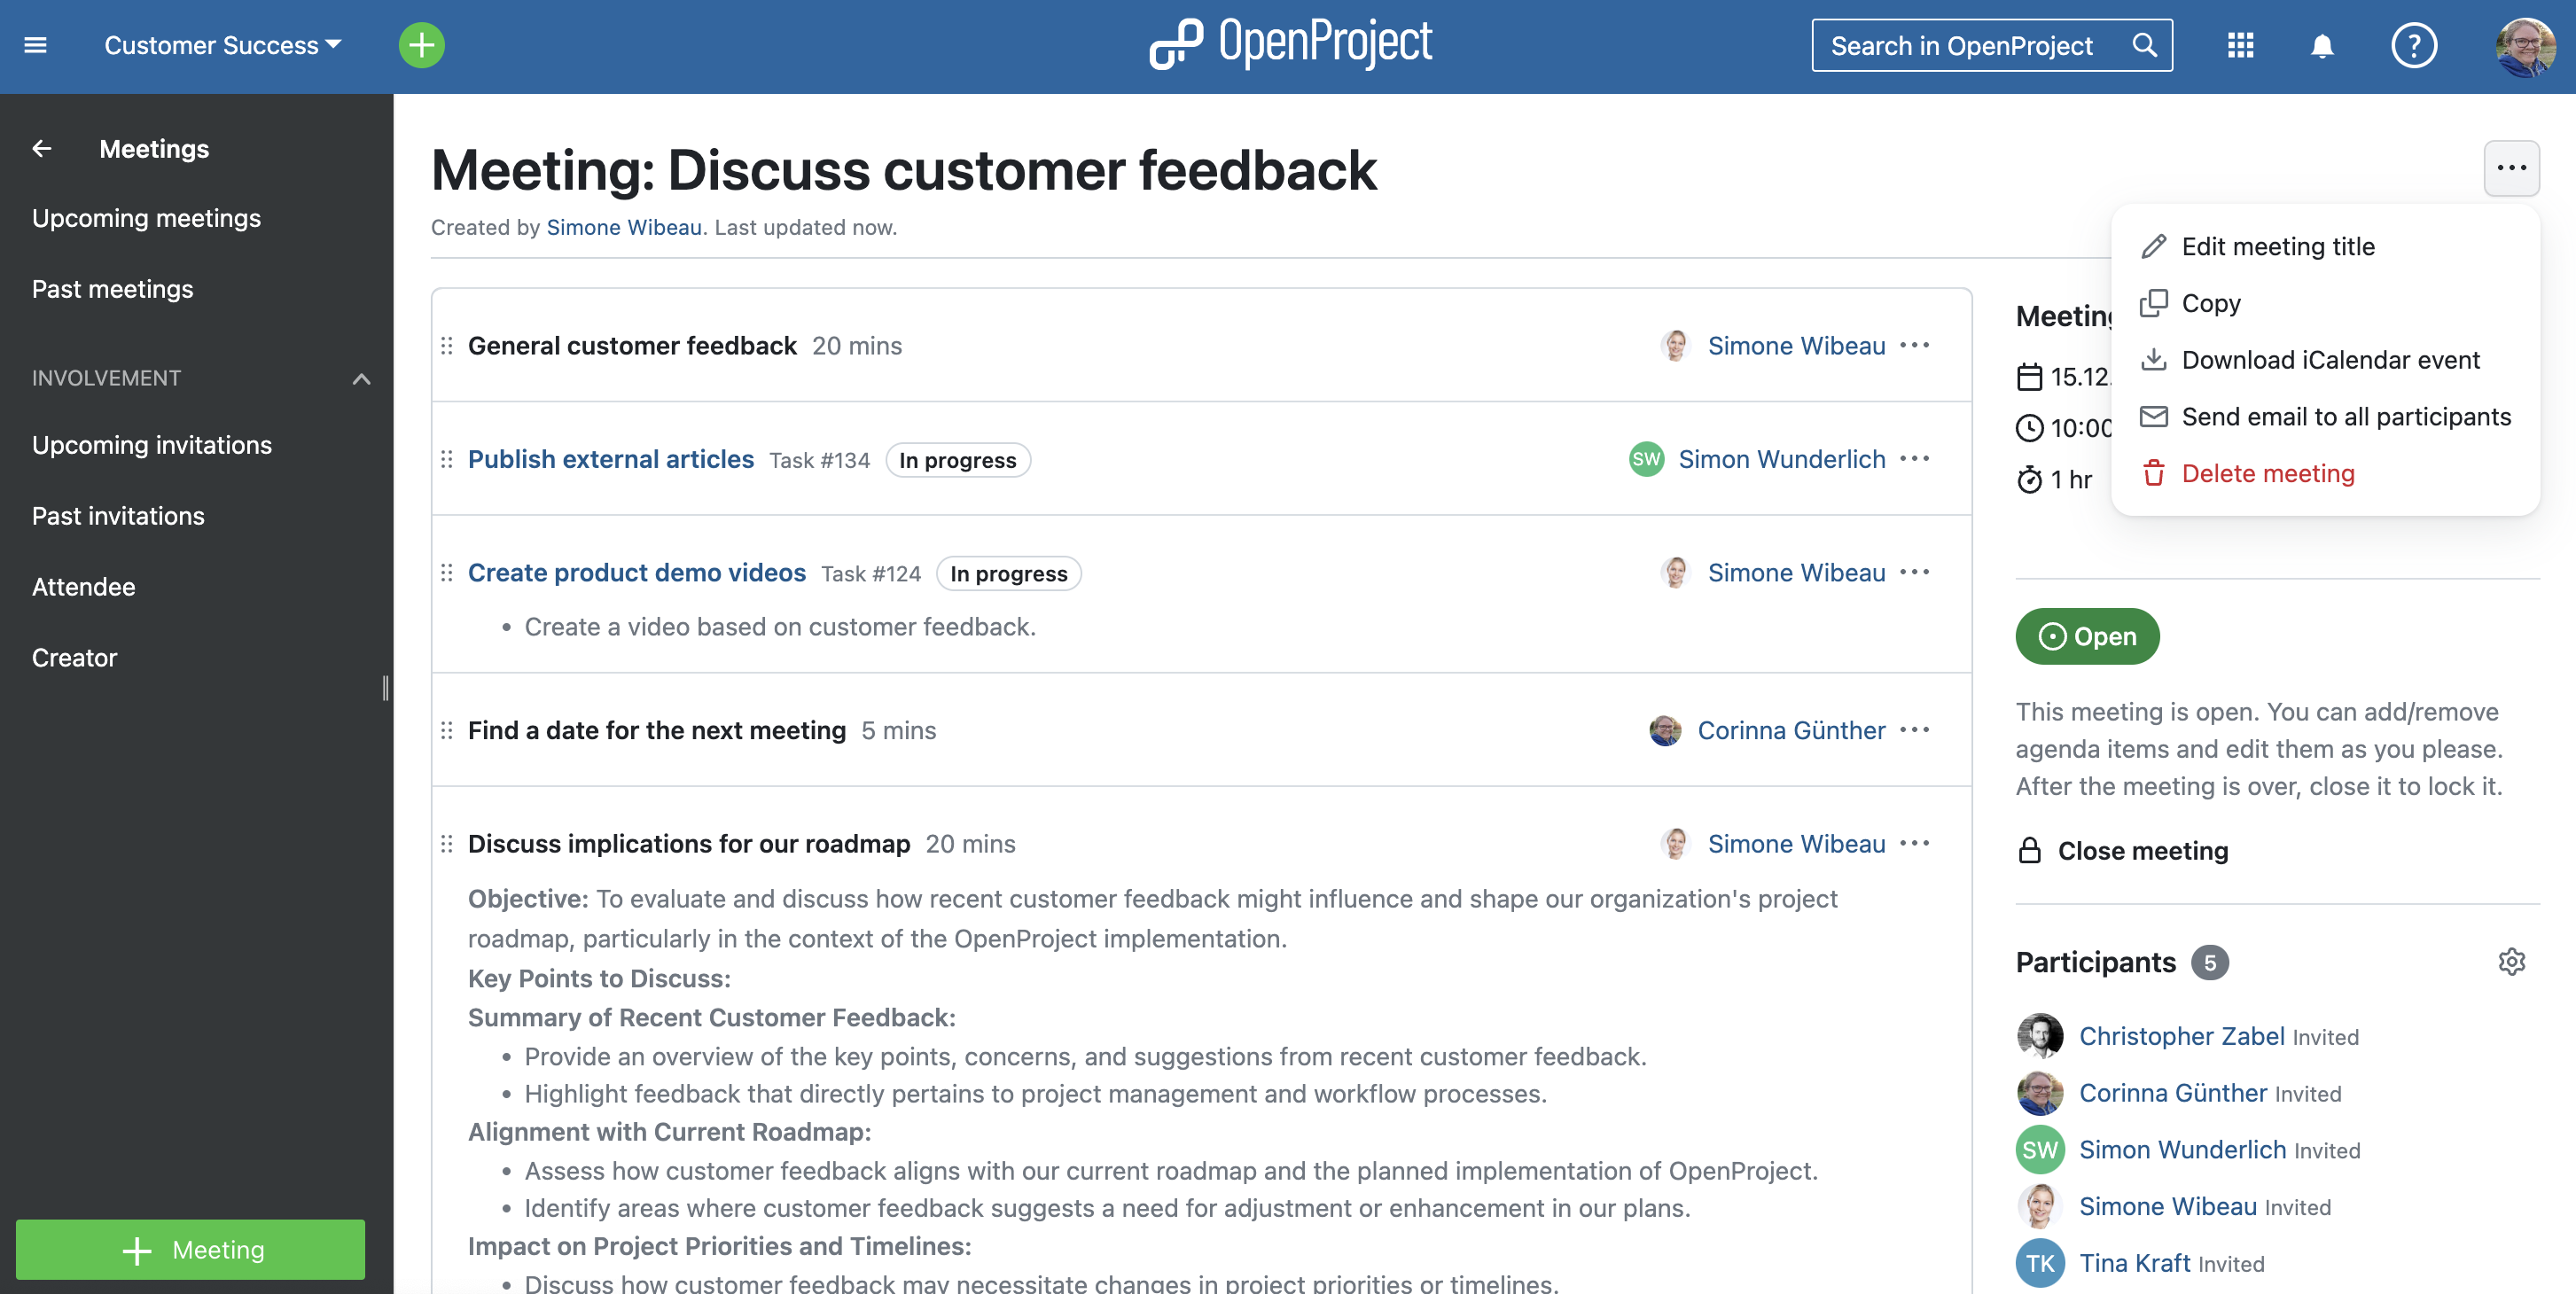 Customer Success
OpenProject
Search in OpenProject
?
Meetings
Upcoming meetings
Past meetings
INVOLVEMENT
Upcoming invitations
Past invitations
Attendee
Creator
Meeting
Meeting: Discuss customer feedback
Created by Simone Wibeau. Last updated now.
General customer feedback 20 mins Simone Wibeau
Publish external articles Task #134 In progress SW Simon Wunderlich
Create product demo videos Task #124 In progress Simone Wibeau
• Create a video based on customer feedback.
Find a date for the next meeting 5 mins Corinna Günther
Discuss implications for our roadmap 20 mins Simone Wibeau
Objective: To evaluate and discuss how recent customer feedback might influence and shape our organization's project
roadmap, particularly in the context of the OpenProject implementation.
Key Points to Discuss:
Summary of Recent Customer Feedback:
• Provide an overview of the key points, concerns, and suggestions from recent customer feedback.
• Highlight feedback that directly pertains to project management and workflow processes.
Alignment with Current Roadmap:
• Assess how customer feedback aligns with our current roadmap and the planned implementation of OpenProject.
• Identify areas where customer feedback suggests a need for adjustment or enhancement in our plans.
Impact on Project Priorities and Timelines:
• Discuss how customer feedback may necessitate changes in project priorities or timelines.
Edit meeting title
Copy
Download iCalendar event
Send email to all participants
Delete meeting
Meeting
15.12.
10:00
1 hr
Open
This meeting is open. You can add/remove
agenda items and edit them as you please.
After the meeting is over, close it to lock it.
Close meeting
Participants 5
Christopher Zabel Invited
Corinna Günther Invited
SW Simon Wunderlich Invited
Simone Wibeau Invited
TK Tina Kraft Invited